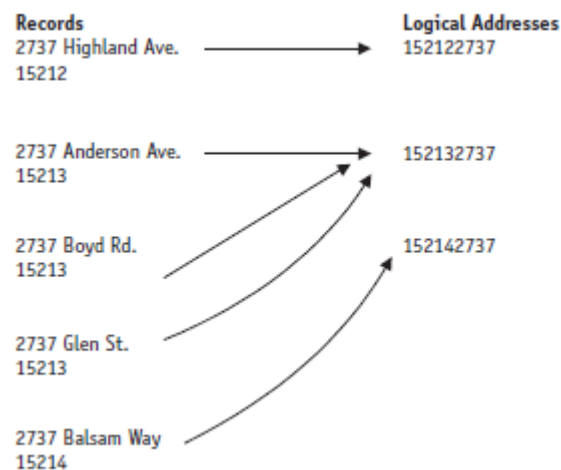 Records
2737 Highland Ave.
15212
2737 Anderson Ave.
15213
2737 Boyd Rd.
15213
2737 Glen St.
15213
2737 Balsam Way
15214
Logical Addresses
152122737
152132737
152142737